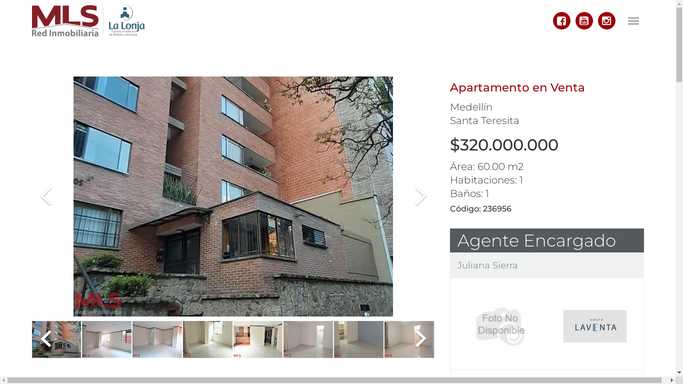 MLS
Red Inmobiliaria
La Lonja
Apartamento en Venta
Medellín
Santa Teresita
$320.000.000
Área: 60.00 m2
Habitaciones: 1
Baños: 1
Código: 236956
Agente Encargado
Juliana Sierra
Foto No
Disponible
LAVENTA
MLS